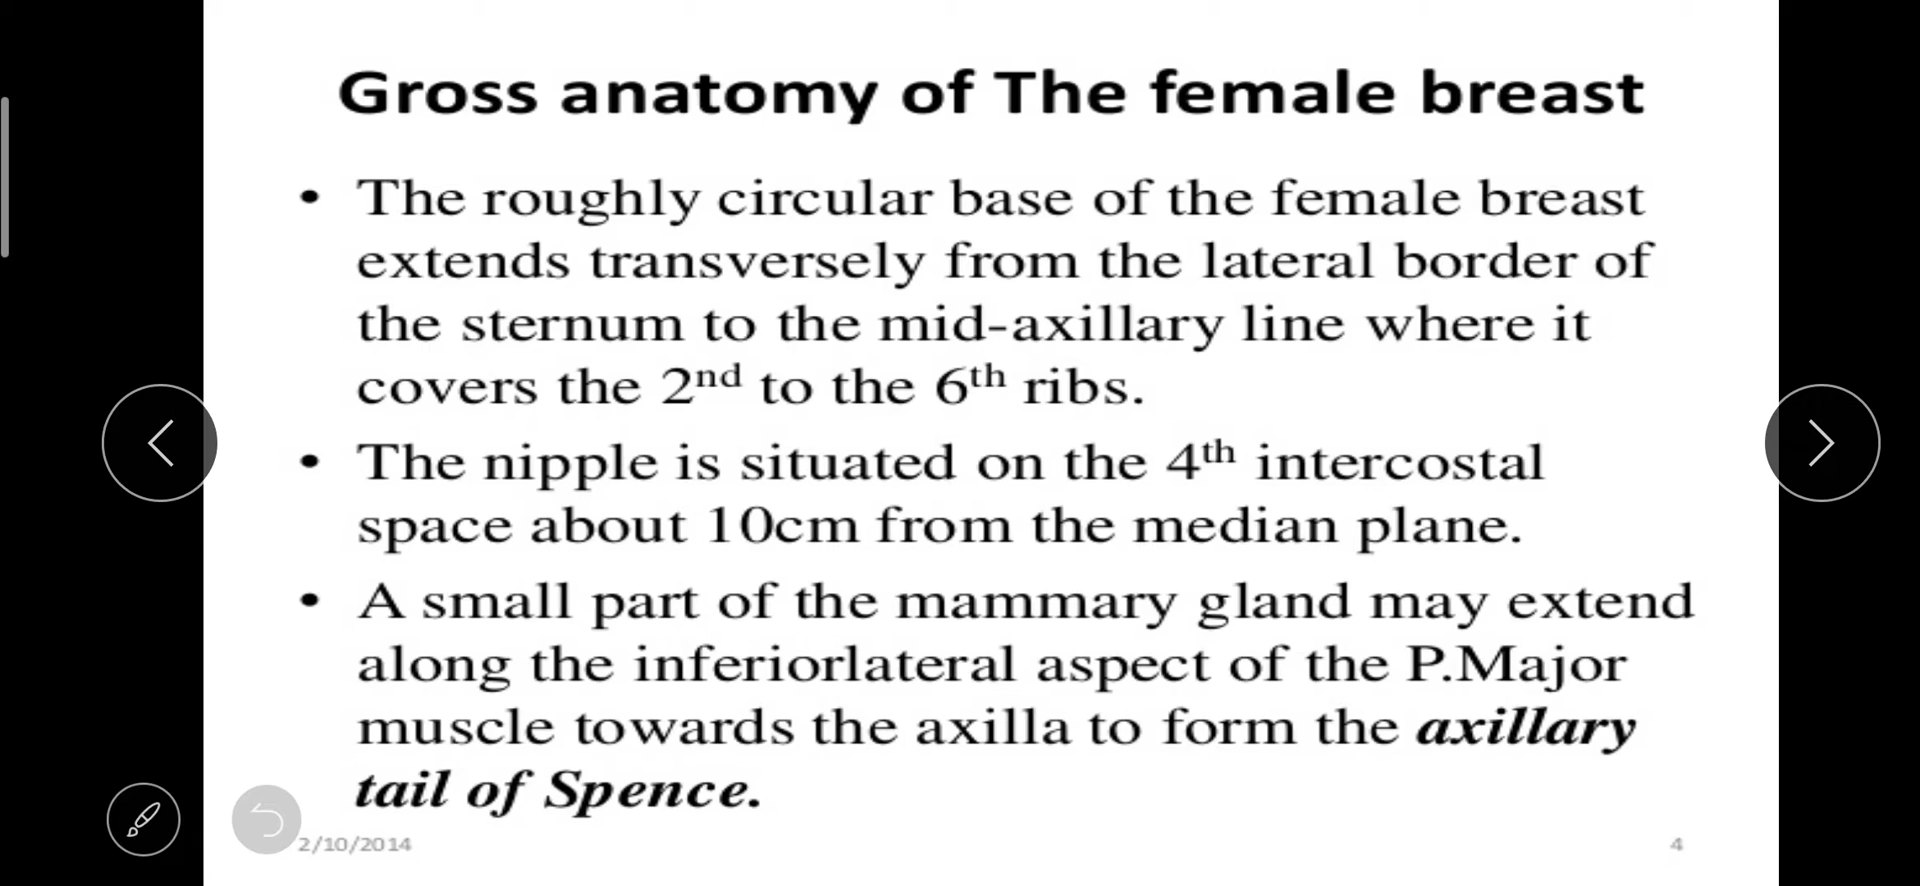 Gross anatomy of The female breast
• The roughly circular base of the female breast
extends transversely from the lateral border of
the sternum to the mid-axillary line where it
covers the 2nd to the 6th ribs.
• The nipple is situated on the 4th intercostal
space about 10cm from the median plane.
• A small part of the mammary gland may extend
along the inferiorlateral aspect of the P.Major
muscle towards the axilla to form the axillary
tail of Spence.
2/10/2014
4